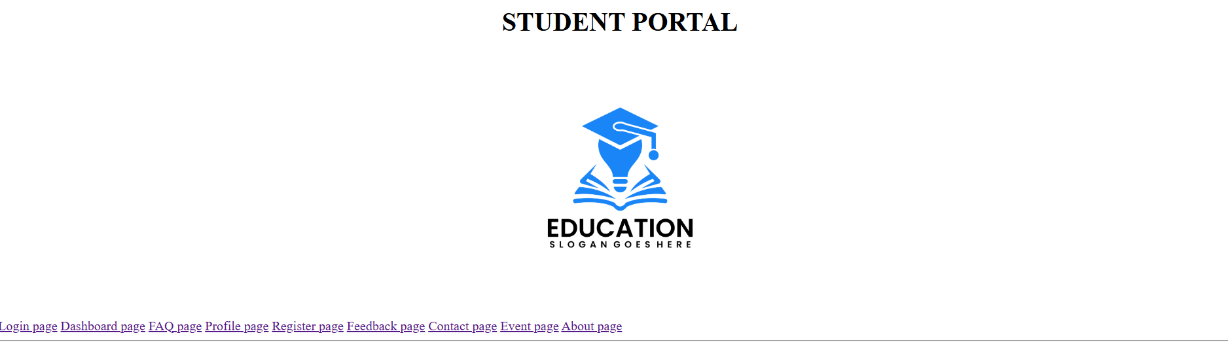 STUDENT PORTAL
EDUCATION
SLOGAN GOES HERE
Login page Dashboard page FAQ page Profile page Register page Feedback page Contact page Event page About page